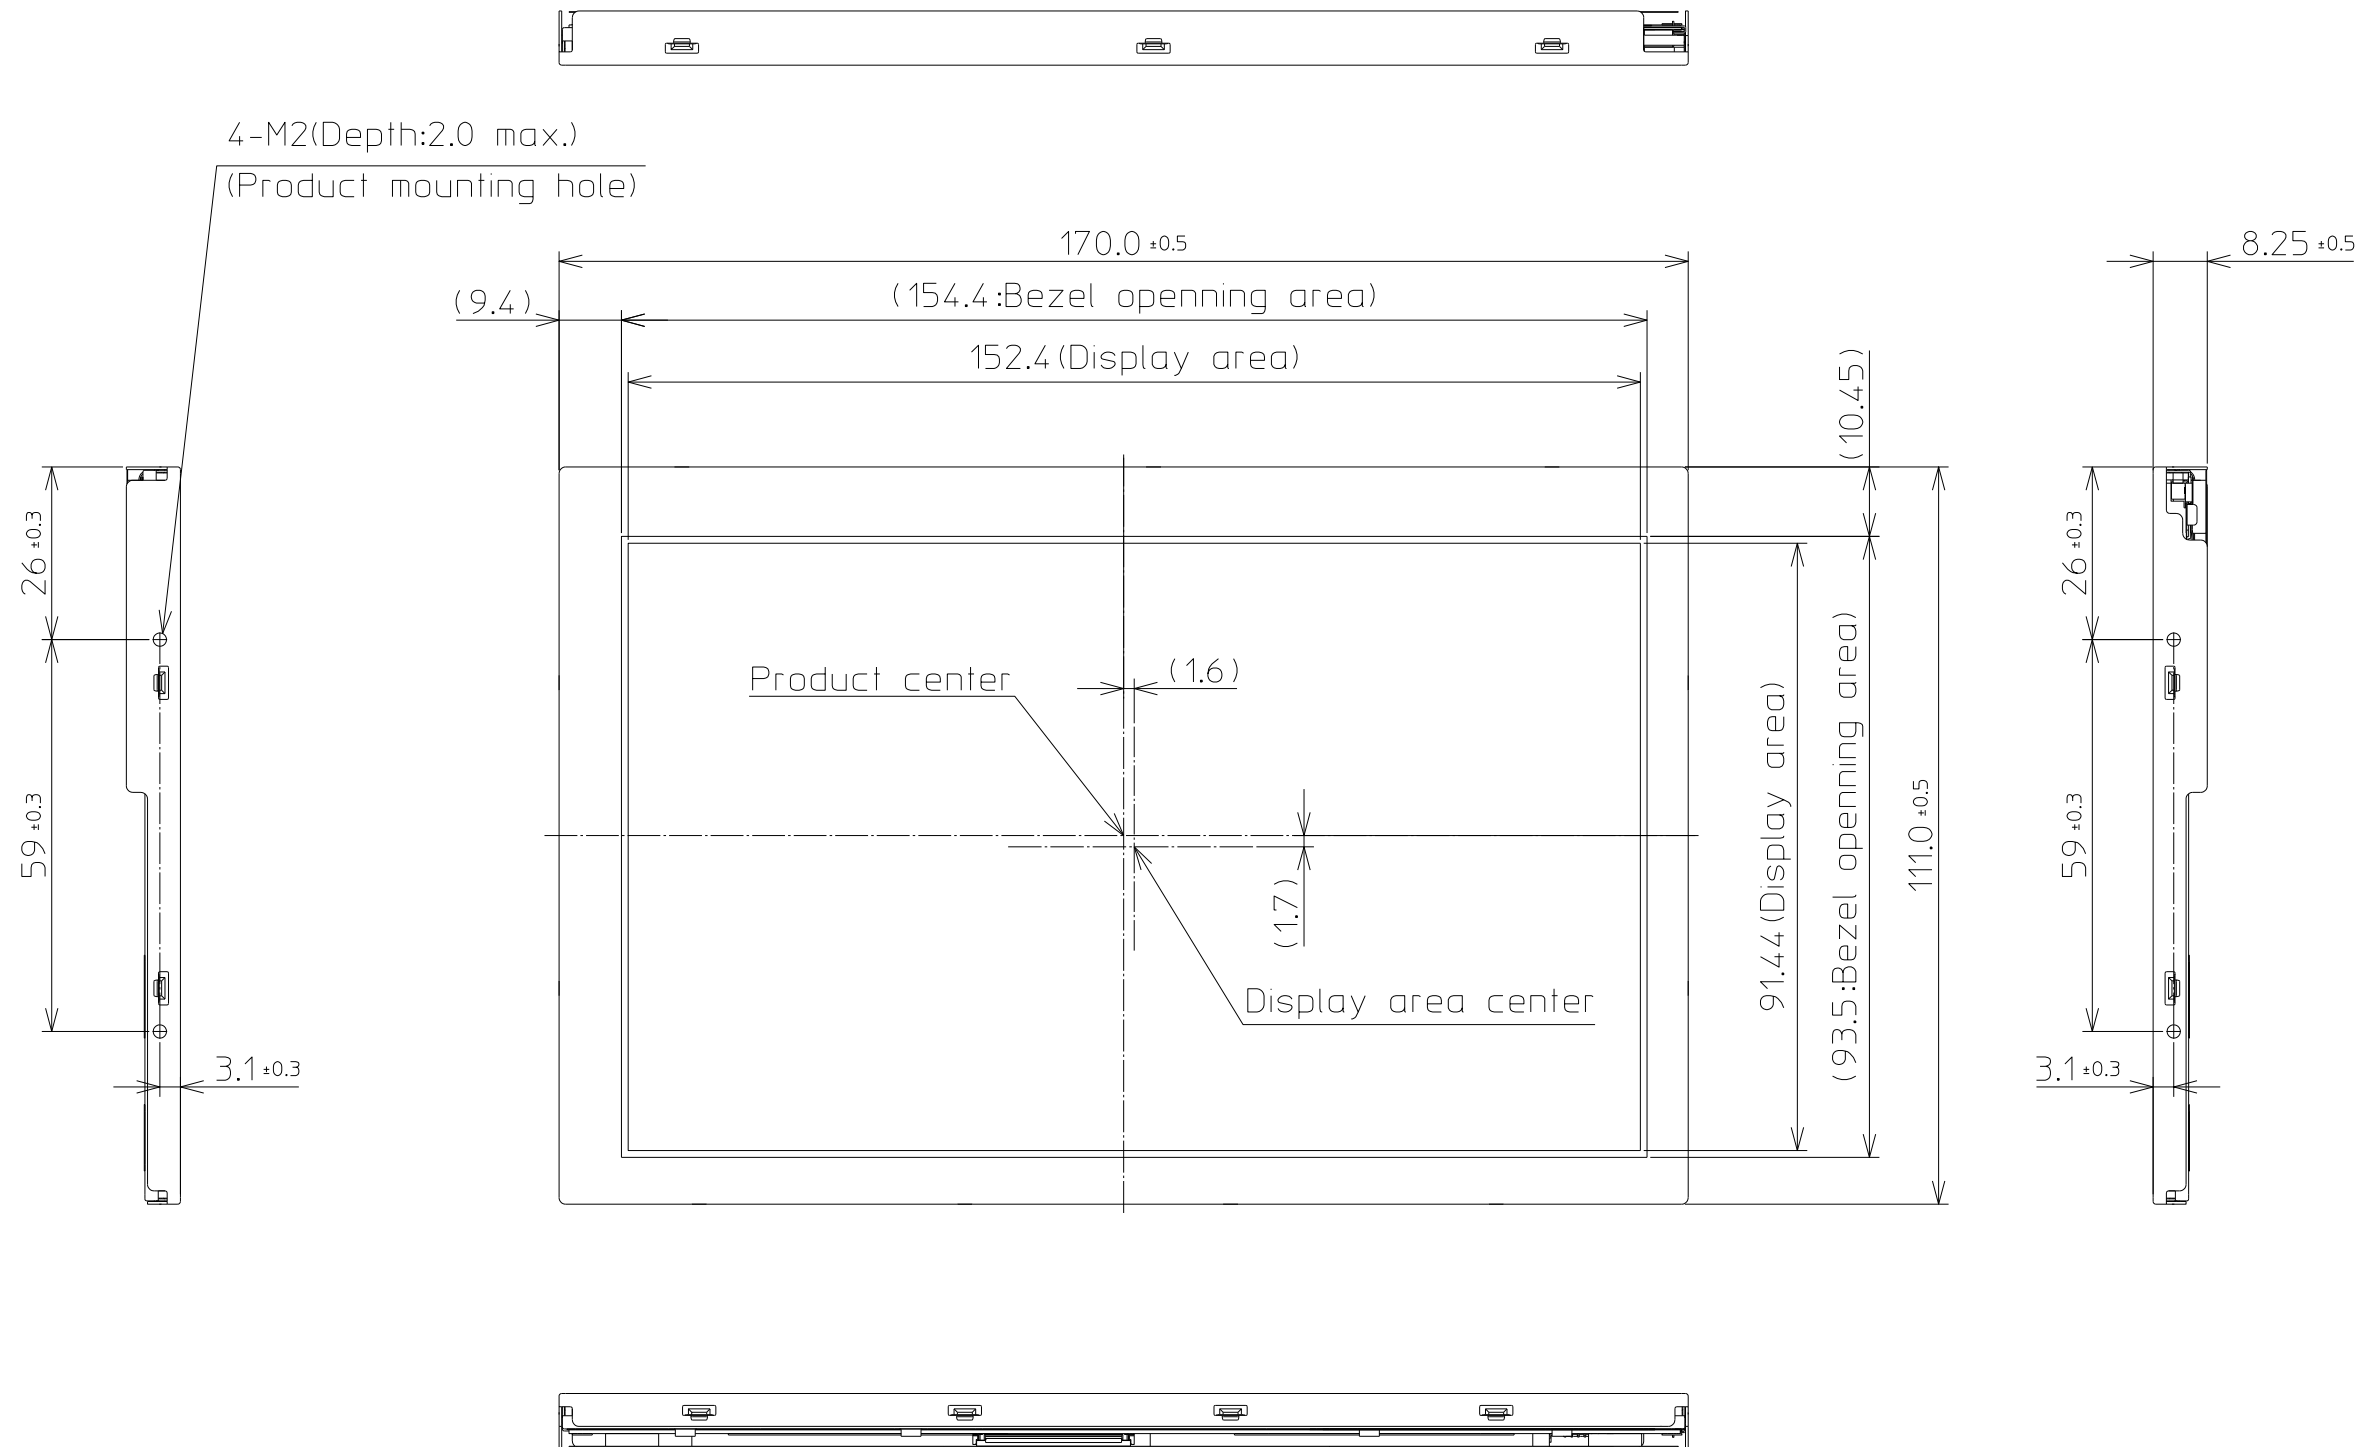 4-M2(Depth:2.0 max.)
(Product mounting hole)
170.0 ±0.5
8.25 ±0.5
(9.4)
(154.4:Bezel openning area)
152.4(Display area)
(10.45)
26 ±0.3
26 ±0.3
Product center
(1.6)
91.44(Display area)
(93.5:Bezel openning area)
111.0 ±0.5
59 ±0.3
59 ±0.3
(1.7)
Display area center
3.1 ±0.3
3.1 ±0.3